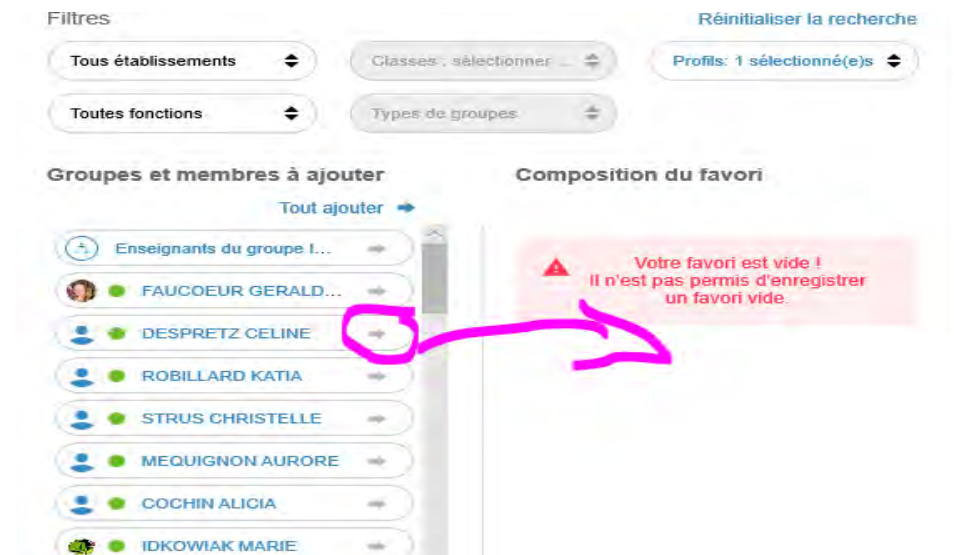 Filtres
Réinitialiser la recherche
Tous établissements
Classes : sélectionner ...
Profils: 1 sélectionné(e)s
Toutes fonctions
Types de groupes
Groupes et membres à ajouter
Composition du favori
Tout ajouter
Enseignants du groupe I...
Votre favori est vide !
Il n'est pas permis d'enregistrer
un favori vide.
FAUCOEUR GERALD...
DESPRETZ CELINE
ROBILLARD KATIA
STRUS CHRISTELLE
MEQUIGNON AURORE
COCHIN ALICIA
IDKOWIAK MARIE